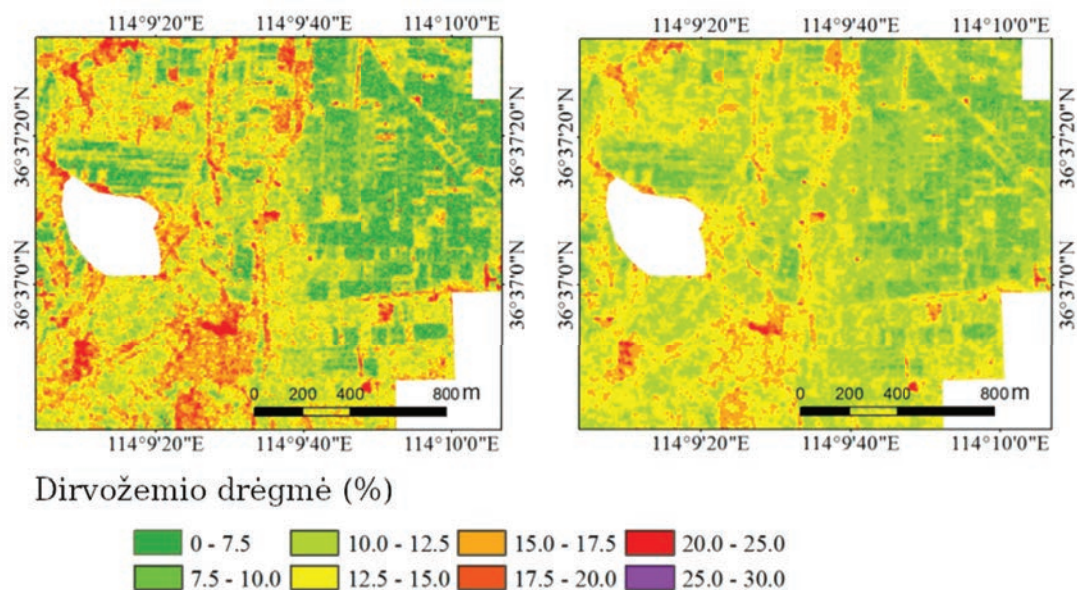 114°9'20"E 114°9'40"E 114°10'0"E 114°9'20"E 114°9'40"E 114°10'0"E
36°37'20"N 36°37'20"N 36°37'20"N 36°37'20"N
36°37'0"N 36°37'0"N 36°37'0"N 36°37'0"N
0 200 400 800 m 0 200 400 800 m
114°9'20"E 114°9'40"E 114°10'0"E 114°9'20"E 114°9'40"E 114°10'0"E
Dirvožemio drėgmė (%)
0 - 7.5 10.0 - 12.5 15.0 - 17.5 20.0 - 25.0
7.5 - 10.0 12.5 - 15.0 17.5 - 20.0 25.0 - 30.0